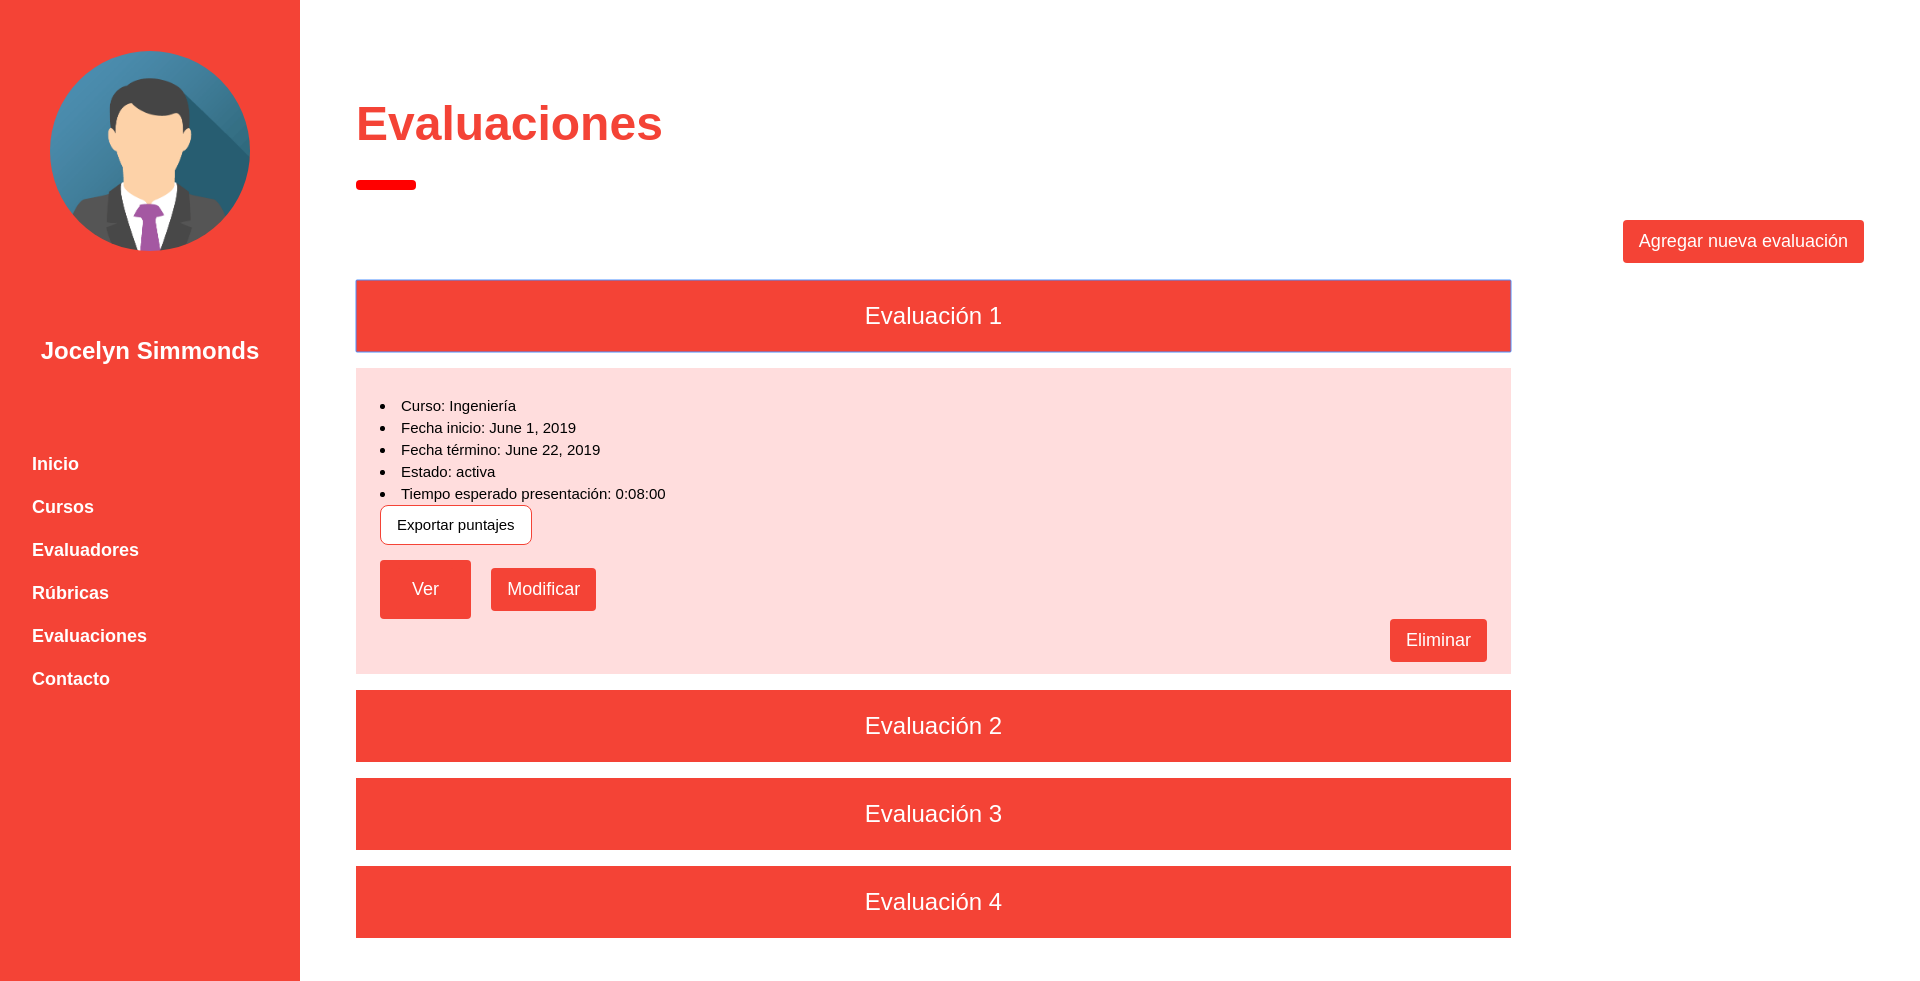 Jocelyn Simmonds
Inicio
Cursos
Evaluadores
Rúbricas
Evaluaciones
Contacto
Evaluaciones
Agregar nueva evaluación
Evaluación 1
Curso: Ingeniería
Fecha inicio: June 1, 2019
Fecha término: June 22, 2019
Estado: activa
Tiempo esperado presentación: 0:08:00
Exportar puntajes
Ver Modificar
Eliminar
Evaluación 2
Evaluación 3
Evaluación 4